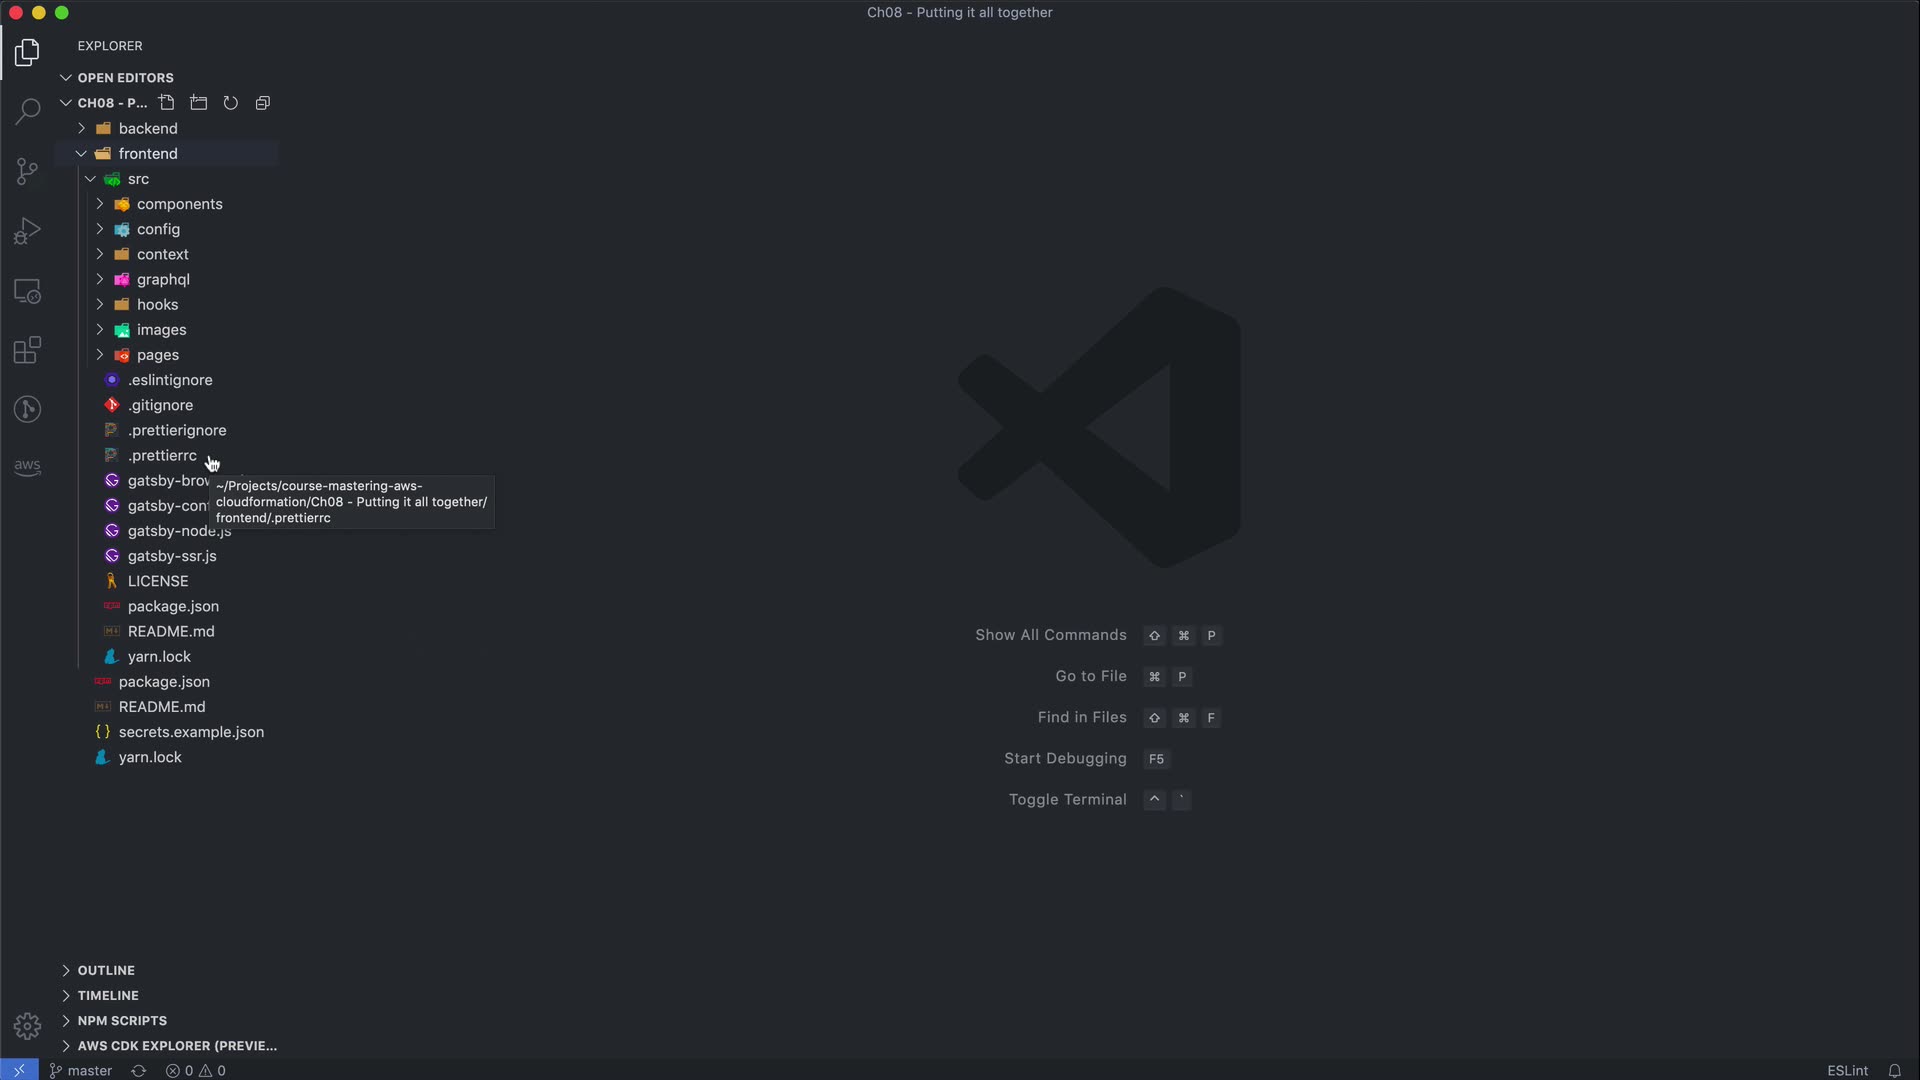 Ch08 - Putting it all together
EXPLORER
OPEN EDITORS
CH08 - P...
backend
frontend
src
components
config
context
graphql
hooks
images
pages
.eslintignore
.gitignore
.prettierignore
.prettierrc
gatsby-brow
~/Projects/course-mastering-aws-
cloudformation/Ch08 - Putting it all together/
frontend/.prettierrc
gatsby-conf
gatsby-node.js
gatsby-ssr.js
LICENSE
package.json
README.md
yarn.lock
package.json
README.md
{ } secrets.example.json
yarn.lock
aws
Show All Commands ⇧ ⌘ P
Go to File ⌘ P
Find in Files ⇧ ⌘ F
Start Debugging F5
Toggle Terminal ^ `
OUTLINE
TIMELINE
NPM SCRIPTS
AWS CDK EXPLORER (PREVIE...
master
0
0
ESLint